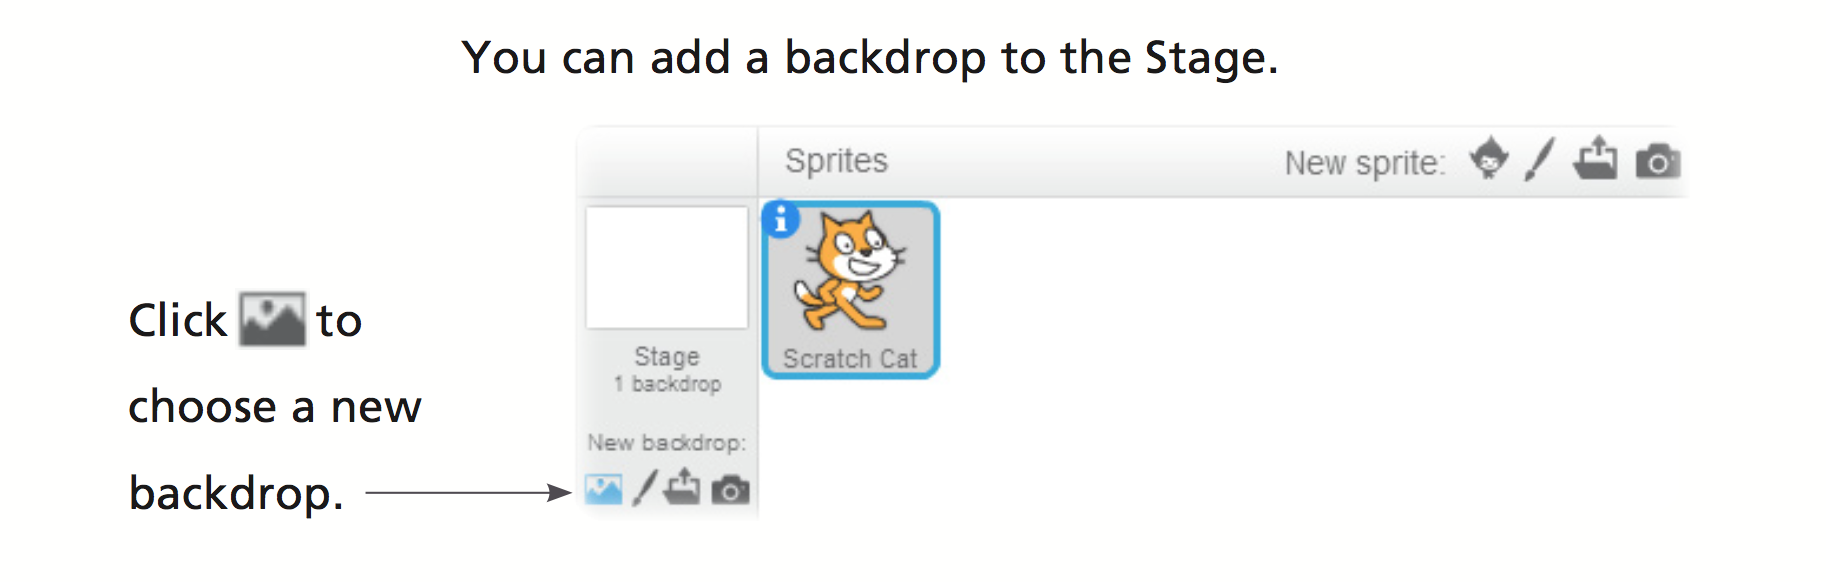 You can add a backdrop to the Stage.
Sprites
New sprite:
Scratch Cat
Stage
1 backdrop
New backdrop:
Click to
choose a new
backdrop.